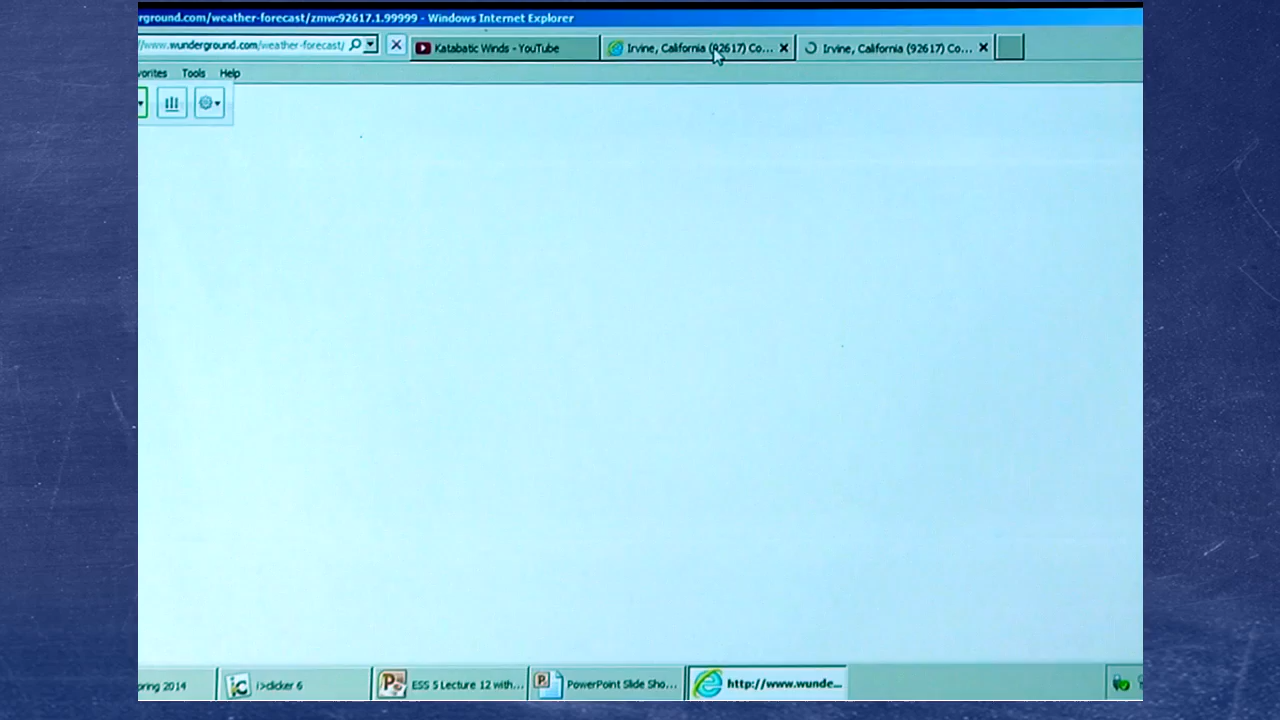 rground.com/weather-forecast/zmw:92617.1.99999 - Windows Internet Explorer
//www.wunderground.com/weather-forecast/
Katabatic Winds - YouTube
Irvine, California (92617) Co...
Irvine, California (92617) Co...
vorites Tools Help
pring 2014
i>clicker 6
ESS 5 Lecture 12 with...
PowerPoint Slide Sho...
http://www.wunde...